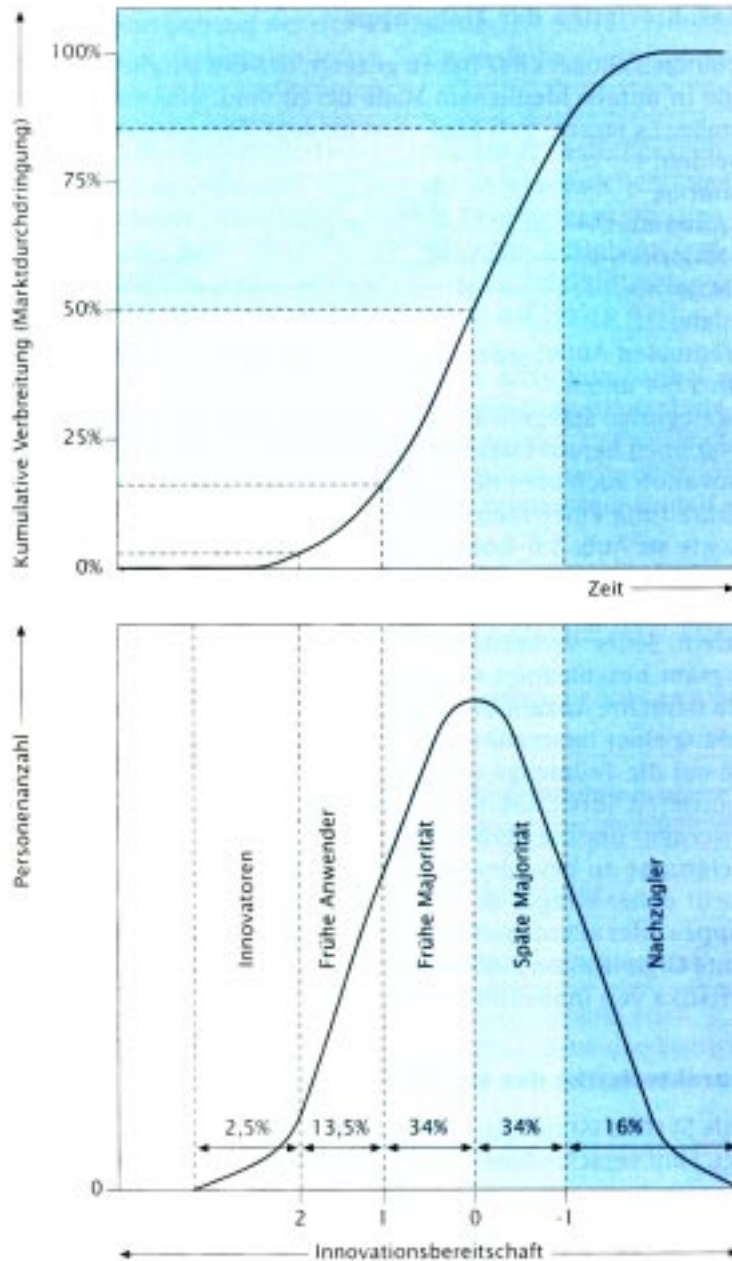 Kumulative Verbreitung (Marktdurchdringung)
100%
75%
50%
25%
0%
Zeit
Personenanzahl
Innovatoren
Frühe Anwender
Frühe Majorität
Späte Majorität
Nachzügler
2,5%
13,5%
34%
34%
16%
0
2
1
0
-1
Innovationsbereitschaft